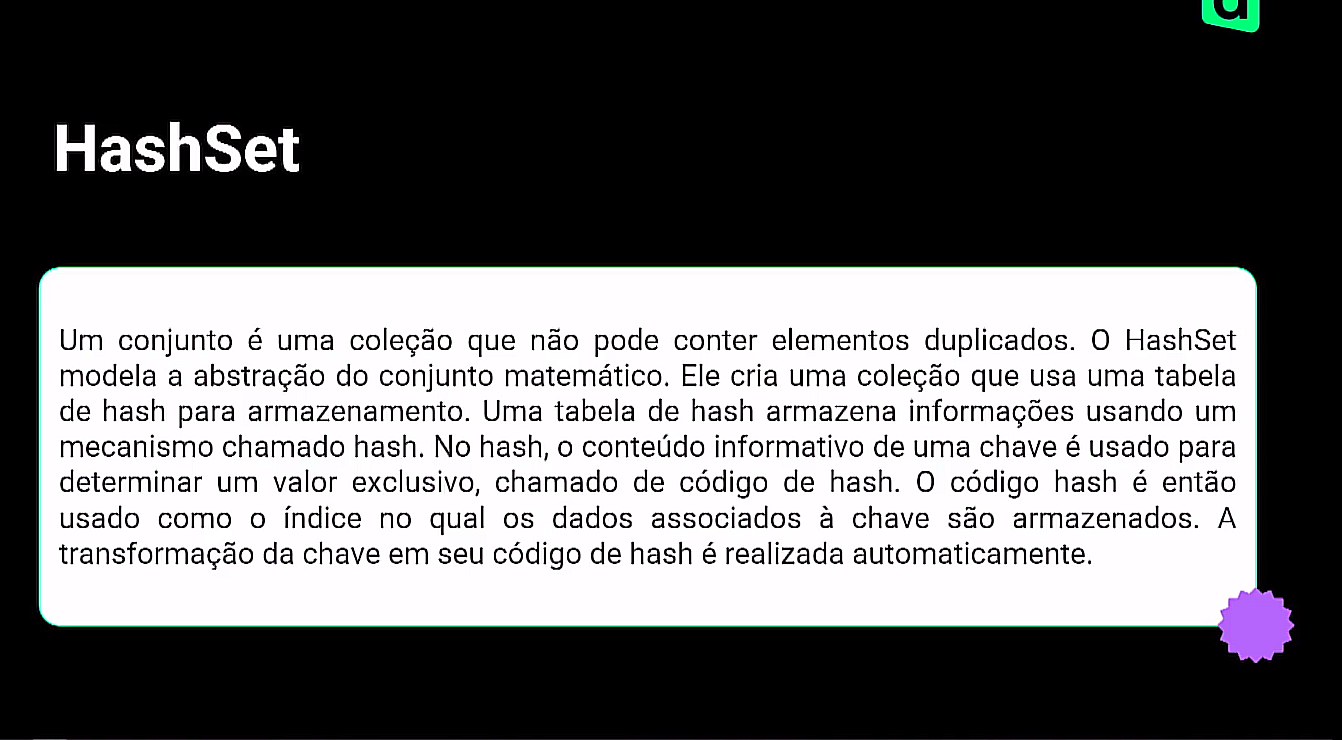 HashSet
Um conjunto é uma coleção que não pode conter elementos duplicados. O HashSet
modela a abstração do conjunto matemático. Ele cria uma coleção que usa uma tabela
de hash para armazenamento. Uma tabela de hash armazena informações usando um
mecanismo chamado hash. No hash, o conteúdo informativo de uma chave é usado para
determinar um valor exclusivo, chamado de código de hash. O código hash é então
usado como o índice no qual os dados associados à chave são armazenados. A
transformação da chave em seu código de hash é realizada automaticamente.